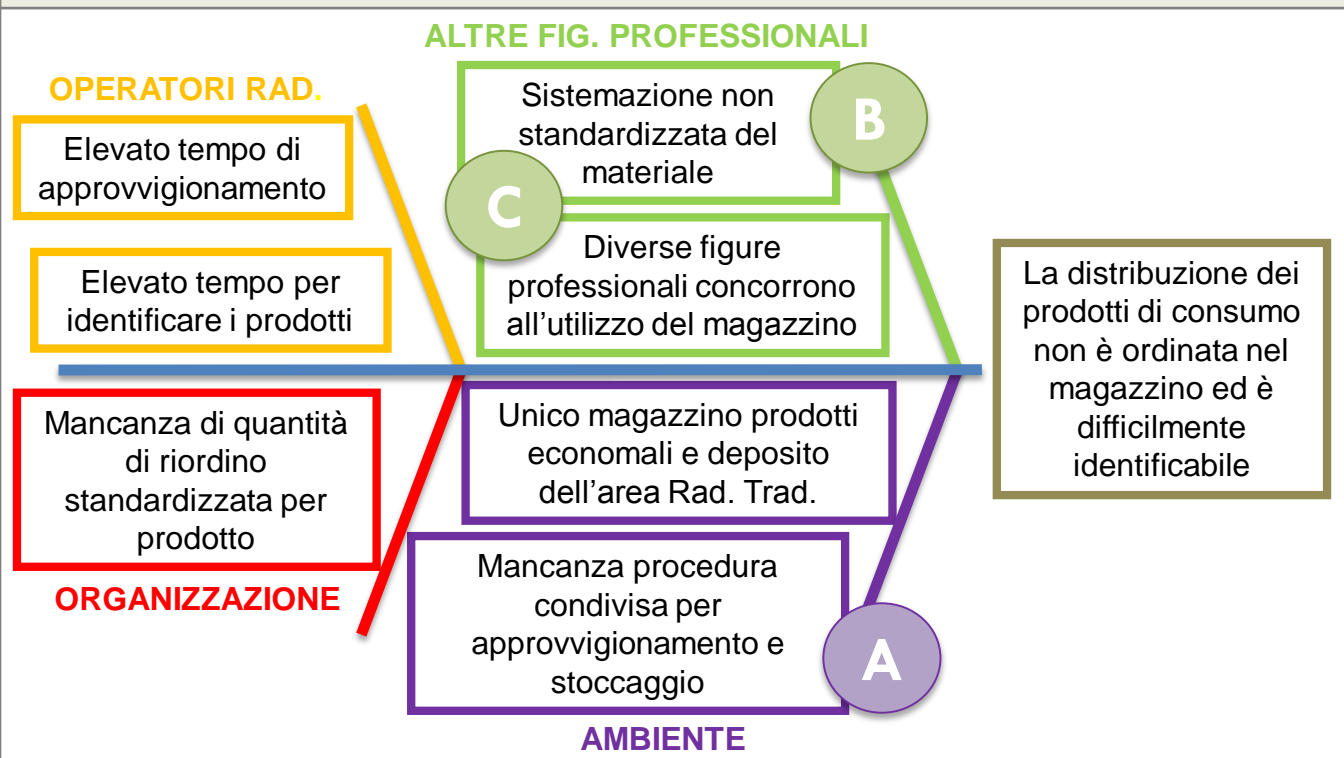 ALTRE FIG. PROFESSIONALI
OPERATORI RAD.
Elevato tempo di
approvvigionamento
Elevato tempo per
identificare i prodotti
Sistemazione non
standardizzata del
materiale
B
C
Diverse figure
professionali concorrono
all’utilizzo del magazzino
La distribuzione dei
prodotti di consumo
non è ordinata nel
magazzino ed è
difficilmente
identificabile
Mancanza di quantità
di riordino
standardizzata per
prodotto
ORGANIZZAZIONE
Unico magazzino prodotti
economali e deposito
dell’area Rad. Trad.
Mancanza procedura
condivisa per
approvvigionamento e
stoccaggio
A
AMBIENTE